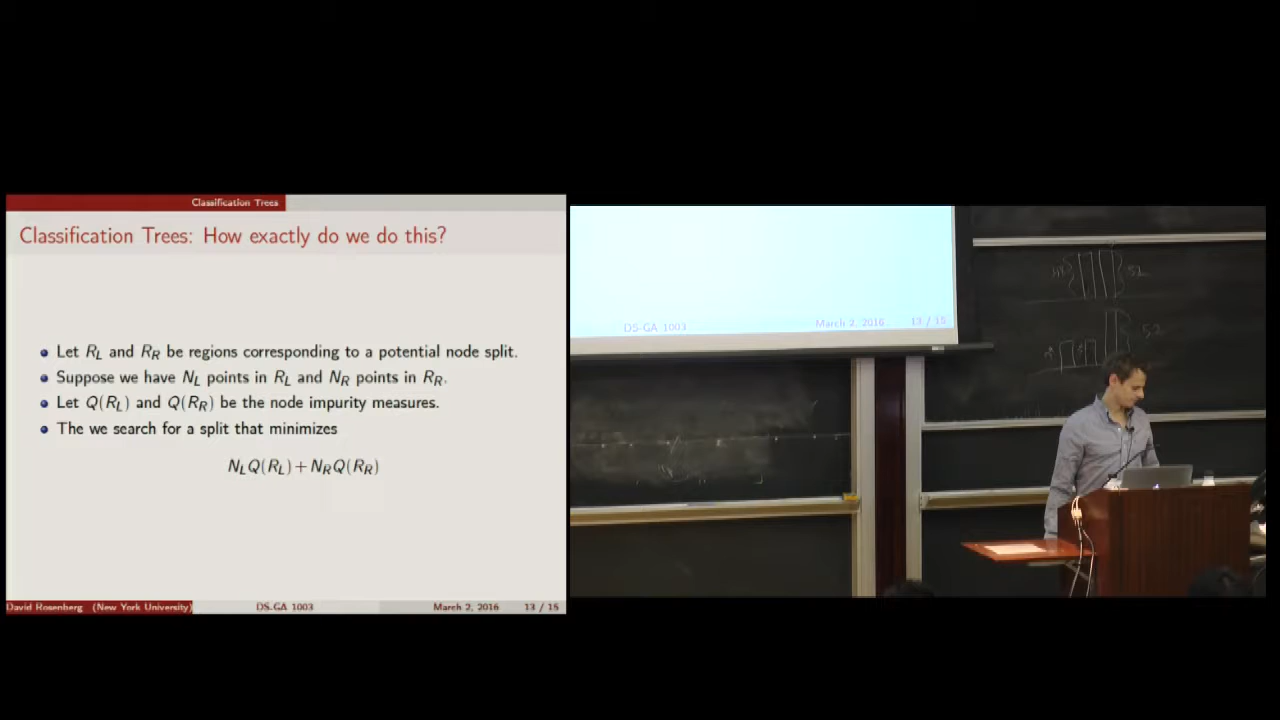 Classification Trees
Classification Trees: How exactly do we do this?
Let R_L and R_R be regions corresponding to a potential node split.
Suppose we have N_L points in R_L and N_R points in R_R.
Let Q(R_L) and Q(R_R) be the node impurity measures.
The we search for a split that minimizes
N_L Q(R_L) + N_R Q(R_R)
David Rosenberg (New York University) DS-GA 1003 March 2, 2016 13 / 15
DS-GA 1003 March 2, 2016 13 / 15
52
52